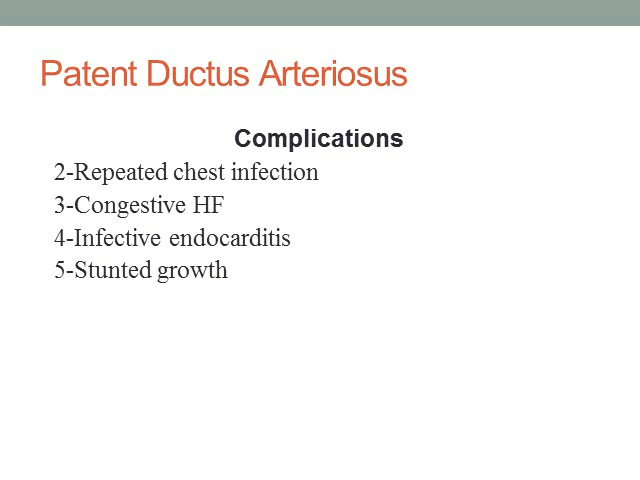 Patent Ductus Arteriosus
Complications
2-Repeated chest infection
3-Congestive HF
4-Infective endocarditis
5-Stunted growth